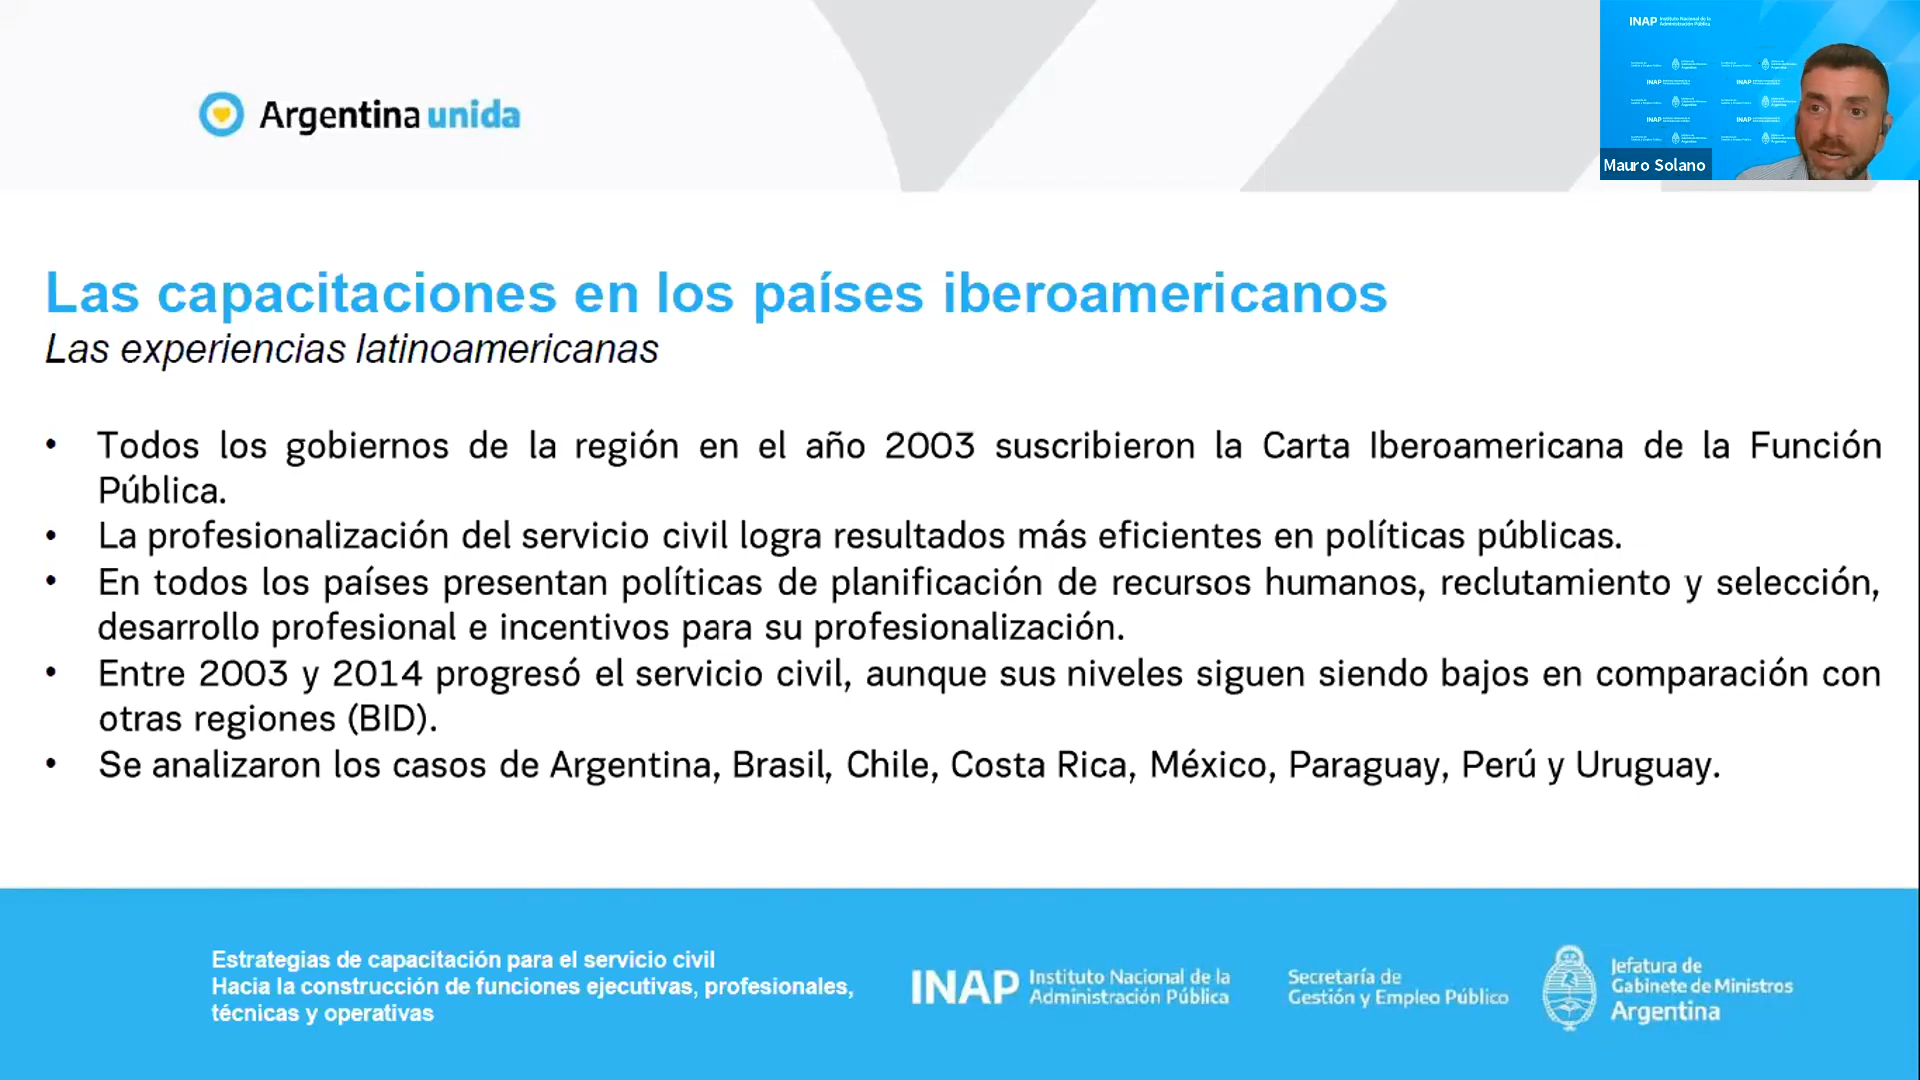 INAP Instituto Nacional de la
Administración Pública
Argentina unida
Mauro Solano
Las capacitaciones en los países iberoamericanos
Las experiencias latinoamericanas
• Todos los gobiernos de la región en el año 2003 suscribieron la Carta Iberoamericana de la Función
Pública.
• La profesionalización del servicio civil logra resultados más eficientes en políticas públicas.
• En todos los países presentan políticas de planificación de recursos humanos, reclutamiento y selección,
desarrollo profesional e incentivos para su profesionalización.
• Entre 2003 y 2014 progresó el servicio civil, aunque sus niveles siguen siendo bajos en comparación con
otras regiones (BID).
• Se analizaron los casos de Argentina, Brasil, Chile, Costa Rica, México, Paraguay, Perú y Uruguay.
Estrategias de capacitación para el servicio civil
Hacia la construcción de funciones ejecutivas, profesionales,
técnicas y operativas
INAP Instituto Nacional de la
Administración Pública
Secretaría de
Gestión y Empleo Público
Jefatura de
Gabinete de Ministros
Argentina